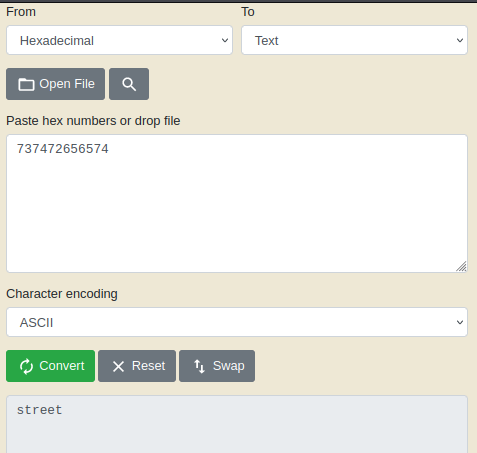 From To
Hexadecimal Text
Open File
Paste hex numbers or drop file
737472656574
Character encoding
ASCII
Convert Reset Swap
street